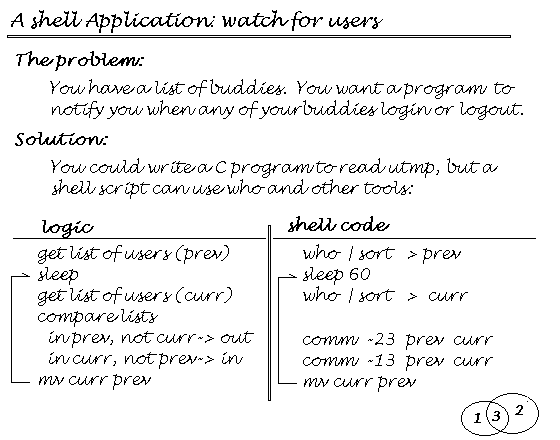 A shell Application: watch for users
The problem:
You have a list of buddies. You want a program to
notify you when any of your buddies login or logout.
Solution:
You could write a C program to read utmp, but a
shell script can use who and other tools:
logic
get list of users (prev)
sleep
get list of users (curr)
compare lists
in prev, not curr-> out
in curr, not prev-> in
mv curr prev
shell code
who | sort > prev
sleep 60
who | sort > curr
comm -23 prev curr
comm -13 prev curr
mv curr prev
1 3 2